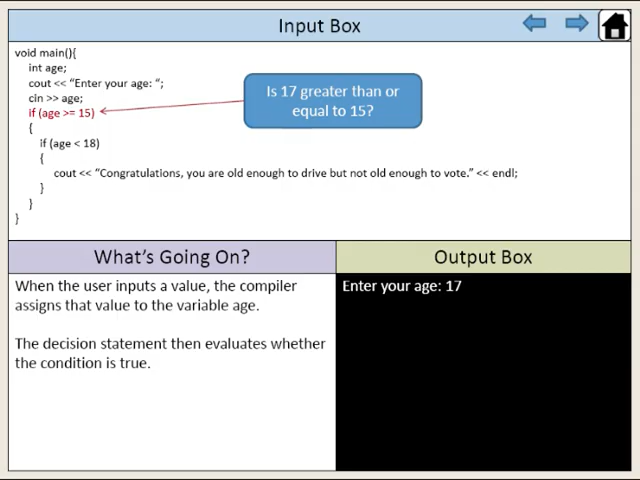 Input Box
void main(){
int age;
cout << “Enter your age: “;
cin >> age;
if (age >= 15)
{
if (age < 18)
{
cout << “Congratulations, you are old enough to drive but not old enough to vote.” << endl;
}
}
}
Is 17 greater than or
equal to 15?
What’s Going On?
When the user inputs a value, the compiler
assigns that value to the variable age.
The decision statement then evaluates whether
the condition is true.
Output Box
Enter your age: 17